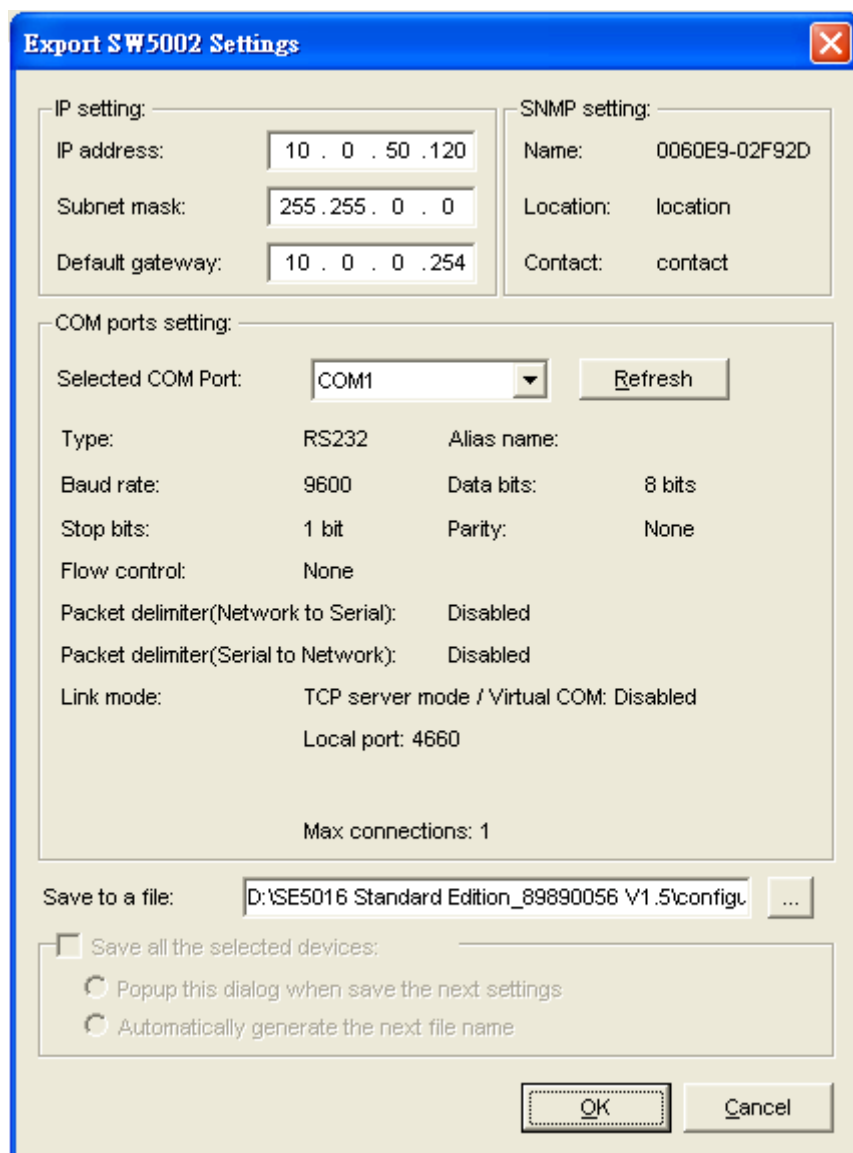 Export SW5002 Settings
IP setting:
IP address: 10 . 0 . 50 .120
Subnet mask: 255.255. 0 . 0
Default gateway: 10 . 0 . 0 .254
SNMP setting:
Name: 0060E9-02F92D
Location: location
Contact: contact
COM ports setting:
Selected COM Port: COM1 Refresh
Type: RS232 Alias name:
Baud rate: 9600 Data bits: 8 bits
Stop bits: 1 bit Parity: None
Flow control: None
Packet delimiter(Network to Serial): Disabled
Packet delimiter(Serial to Network): Disabled
Link mode: TCP server mode / Virtual COM: Disabled
Local port: 4660
Max connections: 1
Save to a file: D:\SE5016 Standard Edition_89890056 V1.5\configu ...
Save all the selected devices:
Popup this dialog when save the next settings
Automatically generate the next file name
OK Cancel